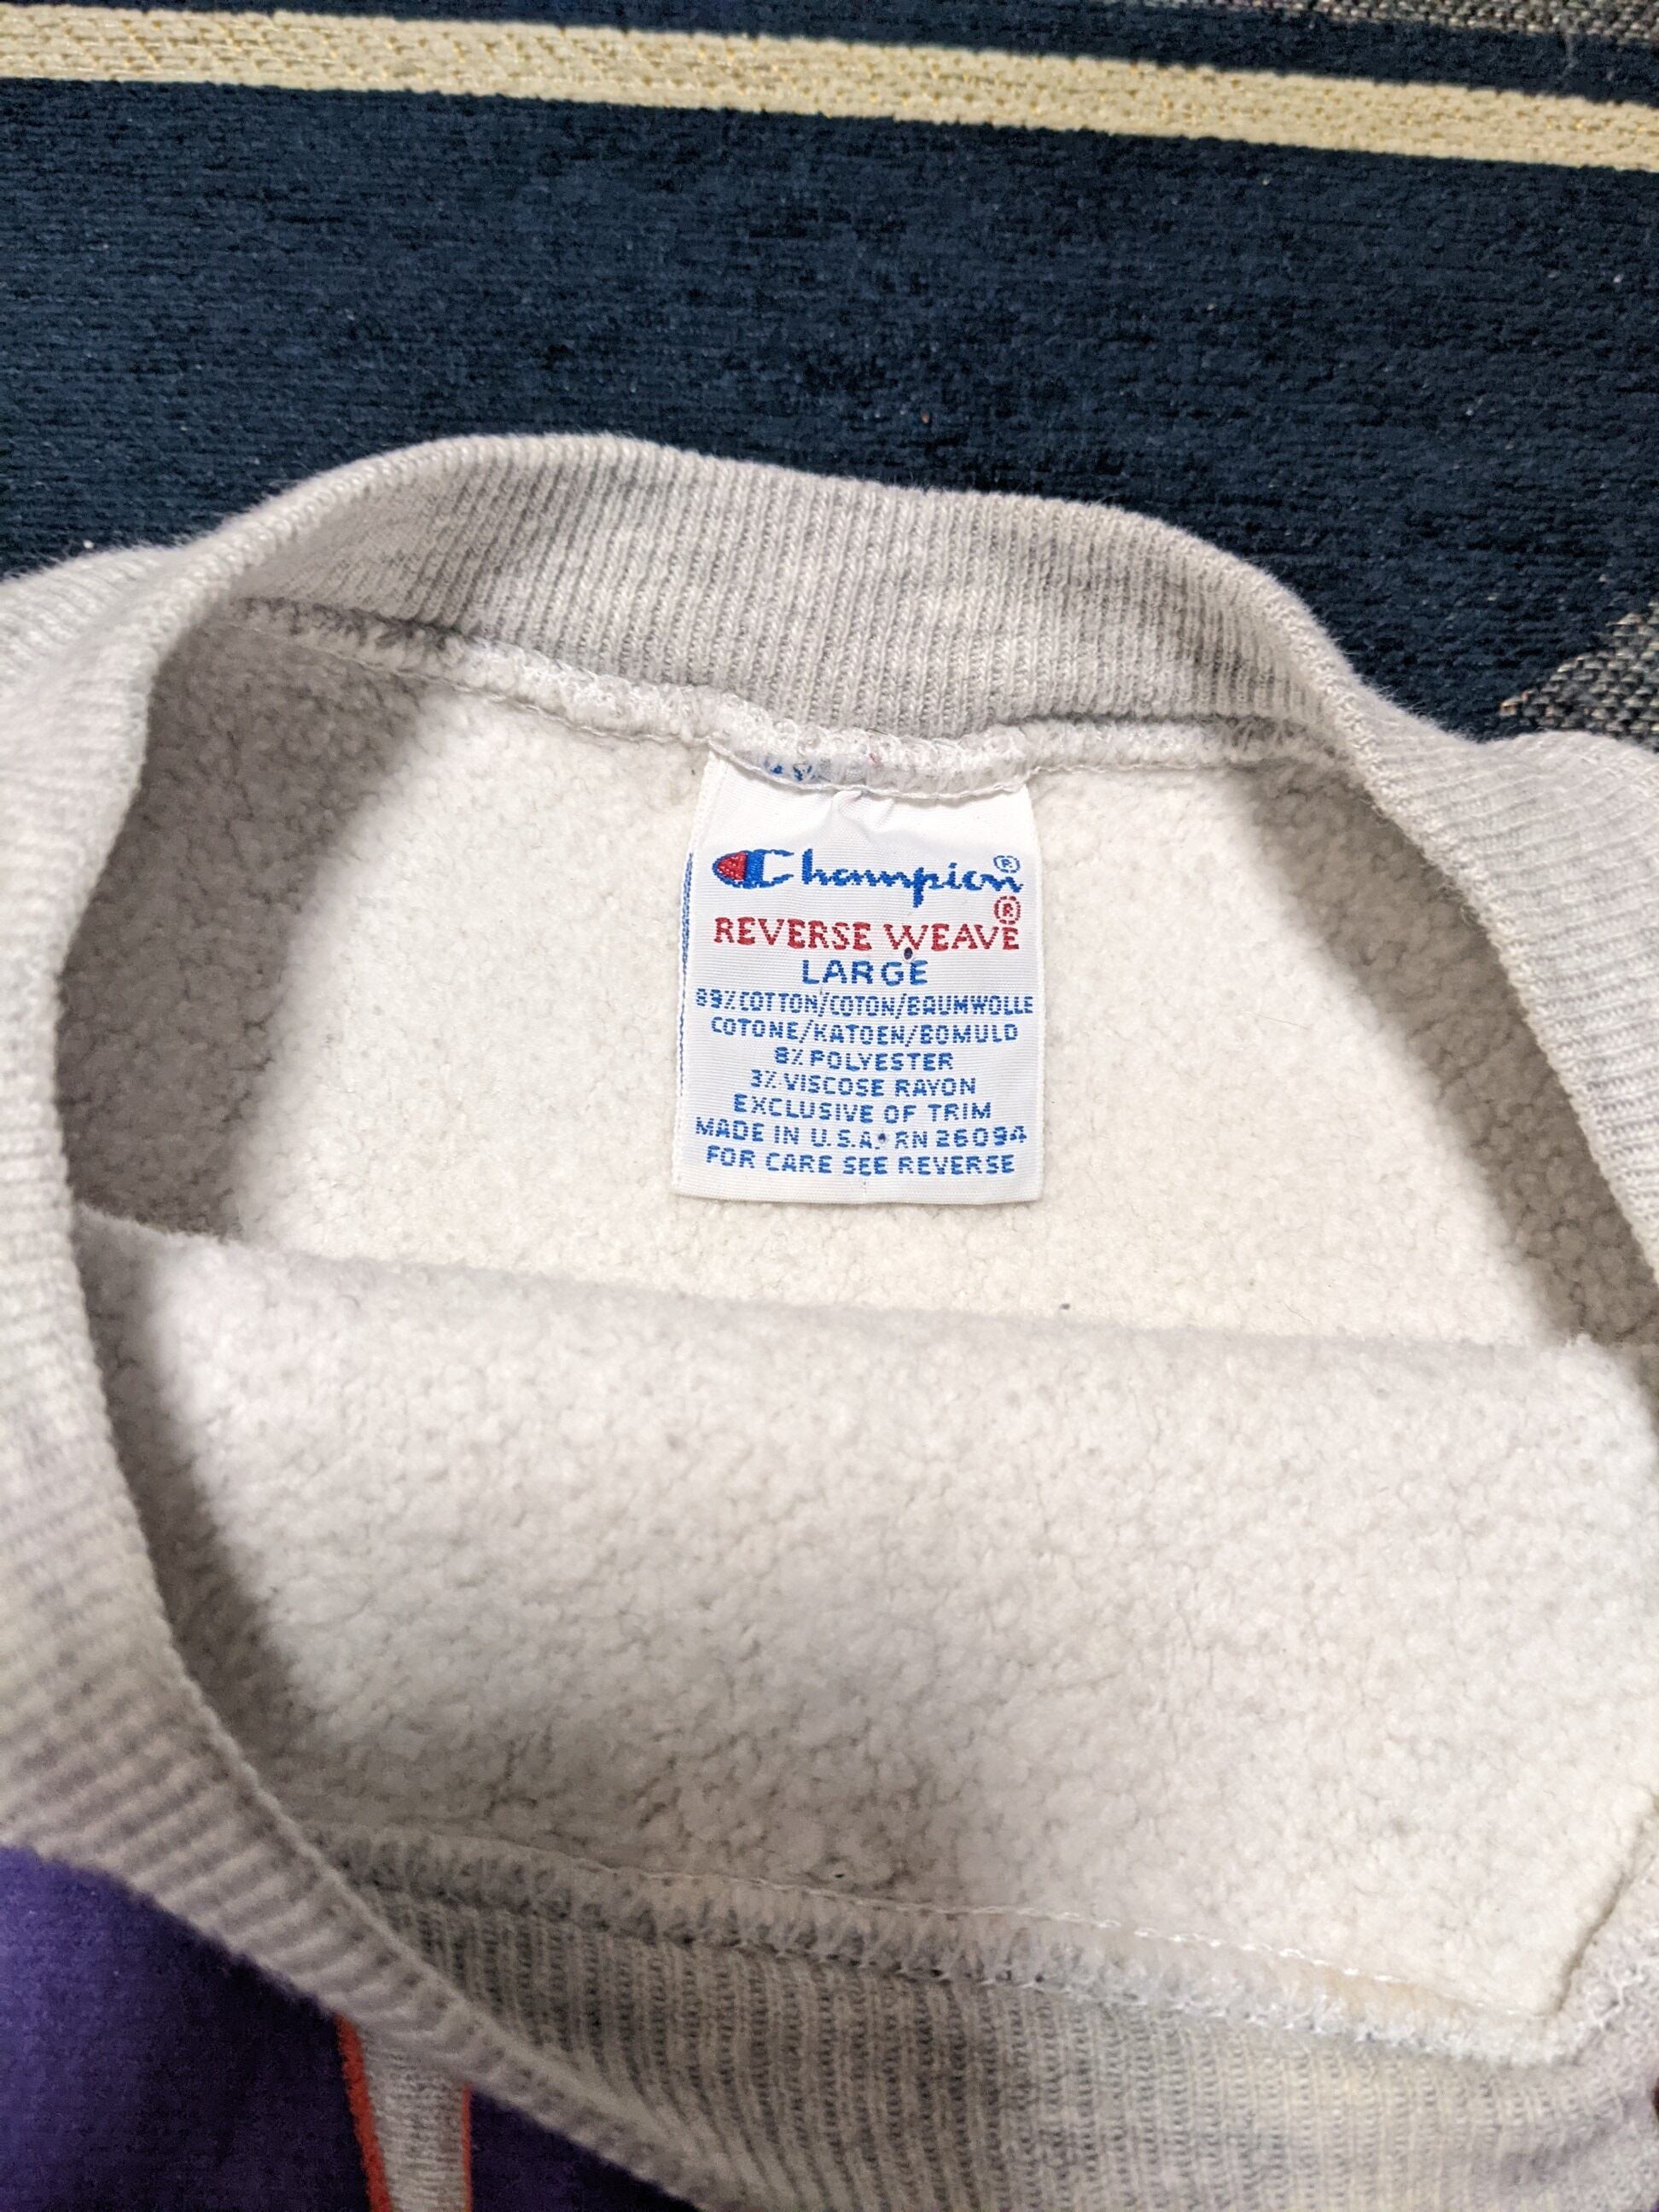 Champion®
REVERSE WEAVE®
LARGE
89% COTTON/COTON/BAUMWOLLE
COTONE/KATOEN/BOMULD
8% POLYESTER
3% VISCOSE RAYON
EXCLUSIVE OF TRIM
MADE IN U.S.A. RN 26094
FOR CARE SEE REVERSE